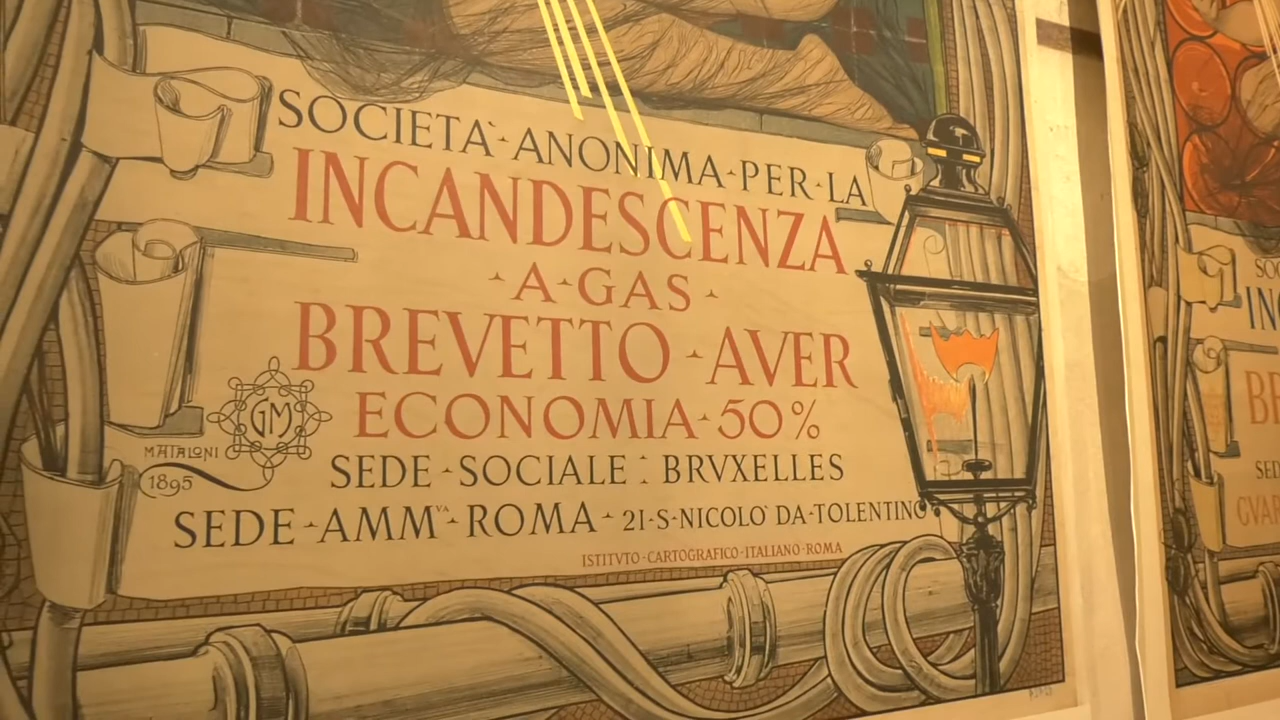 SOCIETA`·ANONIMA·PER·LA
INCANDESCENZA
·A·GAS·
BREVETTO·AVER
ECONOMIA·50%
SEDE·SOCIALE : BRVXELLES
SEDE·AMMᵛᵃ·ROMA·21·S·NICOLO` DA·TOLENTINO
ISTITVTO·CARTOGRAFICO·ITALIANO·ROMA
GM
MATALONI
1895